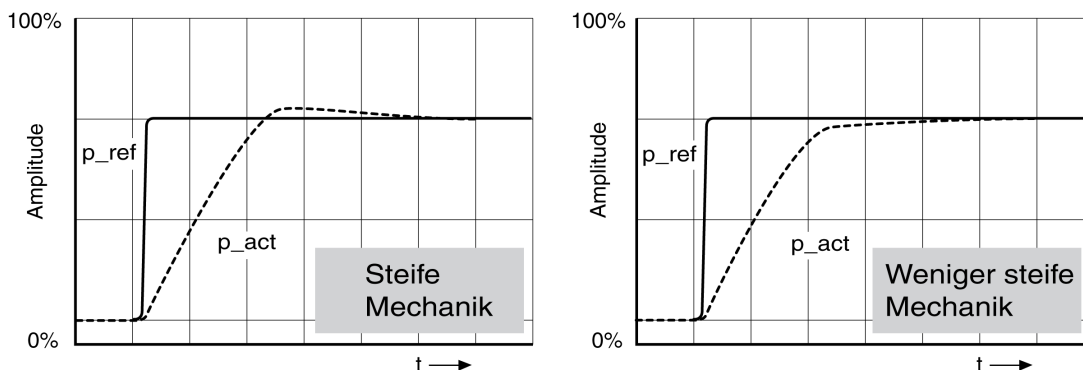 100%
Amplitude
p_ref
p_act
Steife
Mechanik
0%
t
100%
Amplitude
p_ref
p_act
Weniger steife
Mechanik
0%
t